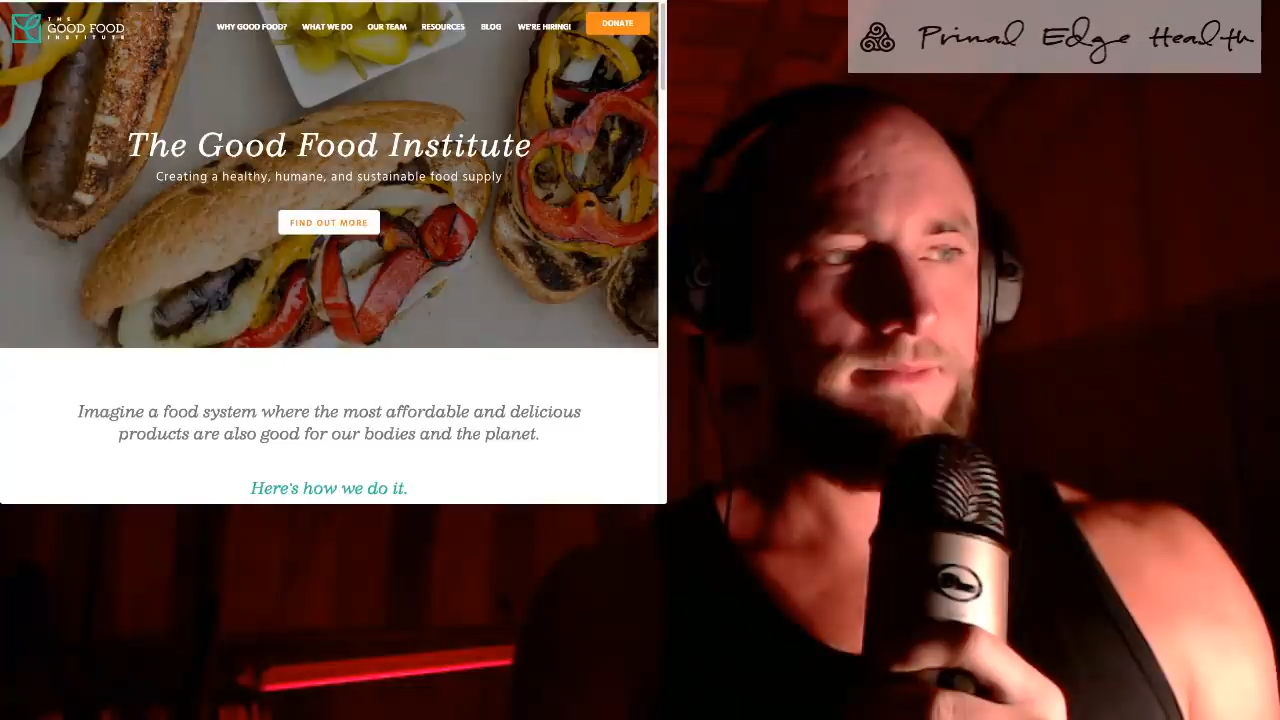 THE
GOOD FOOD
INSTITUTE
WHY GOOD FOOD? WHAT WE DO OUR TEAM RESOURCES BLOG WE'RE HIRING! DONATE
Primal Edge Health
The Good Food Institute
Creating a healthy, humane, and sustainable food supply
FIND OUT MORE
Imagine a food system where the most affordable and delicious
products are also good for our bodies and the planet.
Here's how we do it.